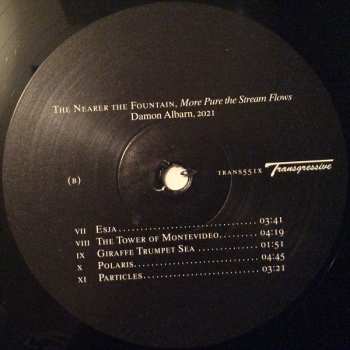 The Nearer the Fountain, More Pure the Stream Flows
Damon Albarn, 2021
(B)
TRANS551X Transgressive
VII Esja 03:41
VIII The Tower of Montevideo 04:19
IX Giraffe Trumpet Sea 01:51
X Polaris 04:45
XI Particles 03:21